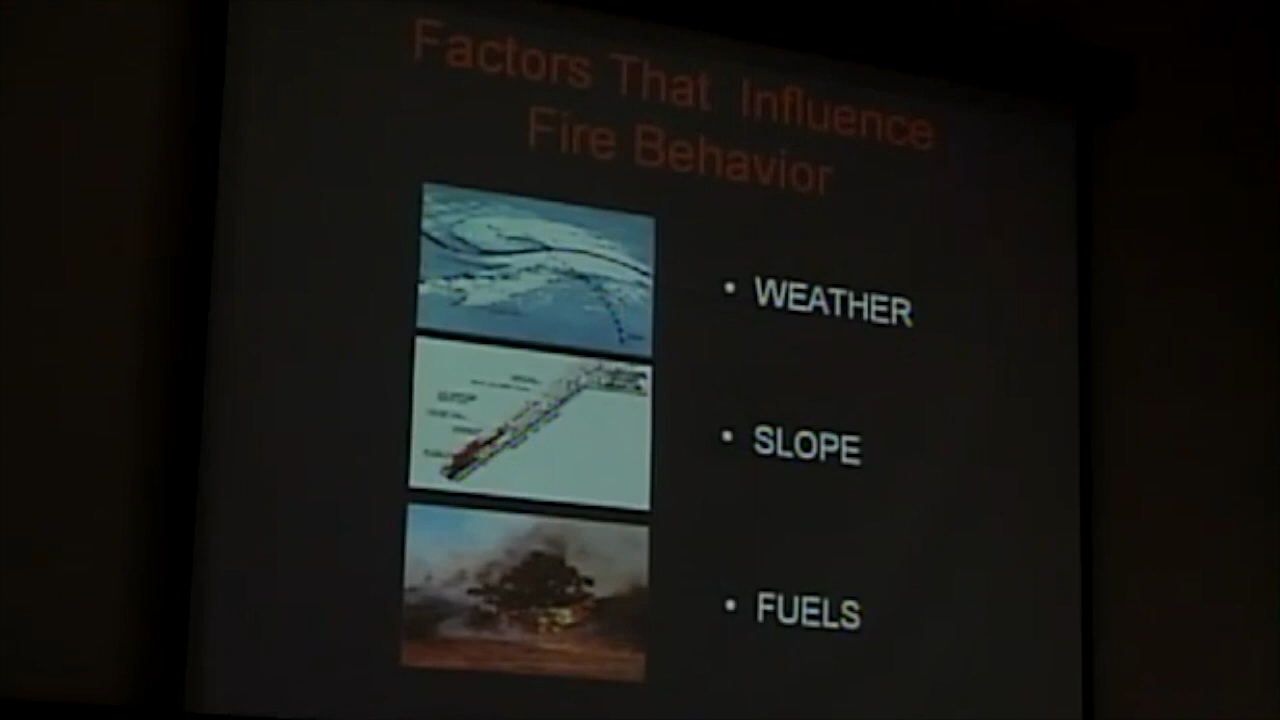 Factors That Influence
Fire Behavior
• WEATHER
• SLOPE
• FUELS